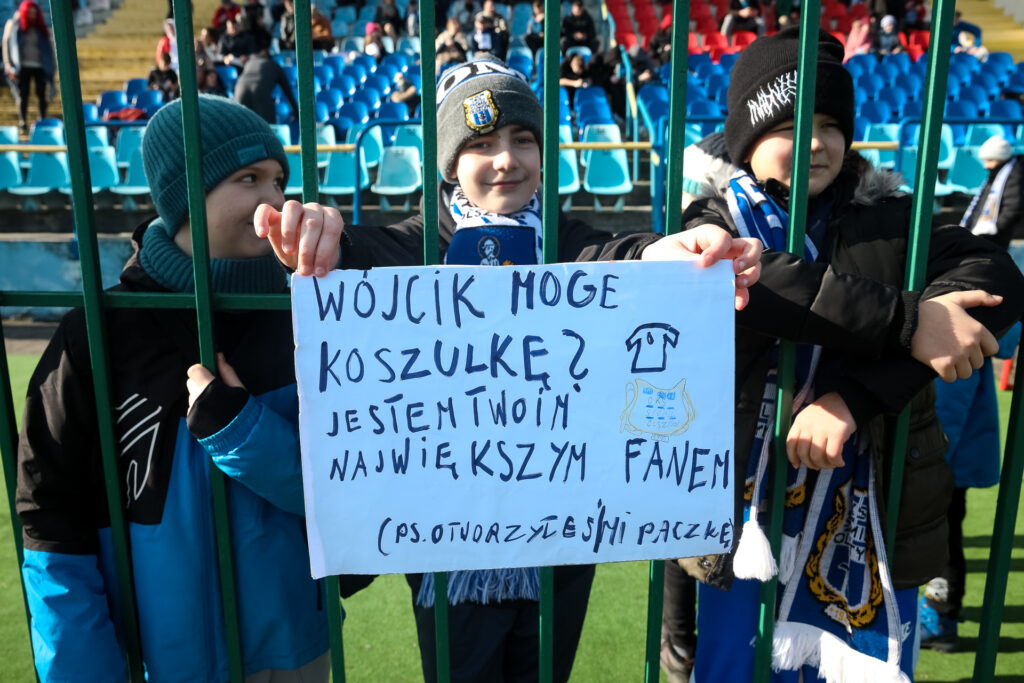 WÓJCIK MOGE
KOSZULKĘ?
JESTEM TWOIM
NAJWIĘKSZYM FANEM
(PS. OTWORZYŁEŚ MI PACZKĘ)